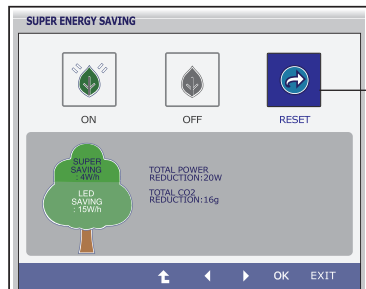 SUPER ENERGY SAVING
ON
OFF
RESET
SUPER
SAVING
: 4W/h
LED
SAVING
: 15W/h
TOTAL POWER
REDUCTION:20W
TOTAL CO2
REDUCTION:16g
OK
EXIT